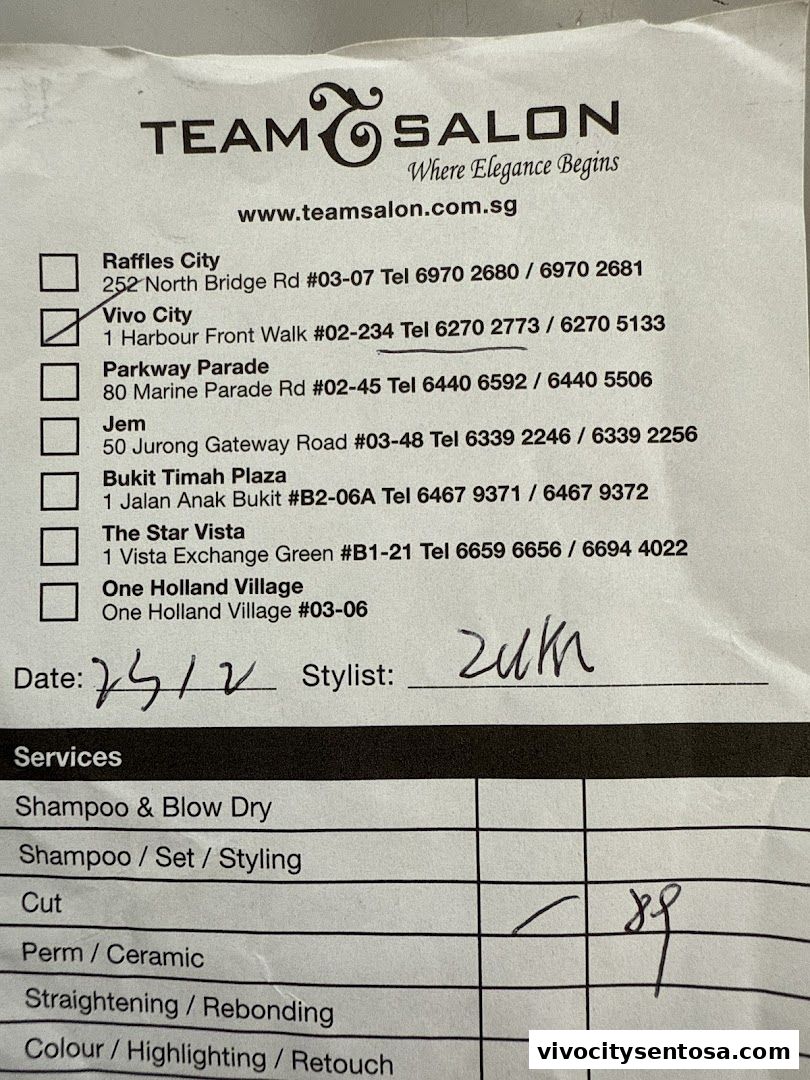 TEAM SALON
Where Elegance Begins
www.teamsalon.com.sg
Raffles City
252 North Bridge Rd #03-07 Tel 6970 2680 / 6970 2681
Vivo City
1 Harbour Front Walk #02-234 Tel 6270 2773 / 6270 5133
Parkway Parade
80 Marine Parade Rd #02-45 Tel 6440 6592 / 6440 5506
Jem
50 Jurong Gateway Road #03-48 Tel 6339 2246 / 6339 2256
Bukit Timah Plaza
1 Jalan Anak Bukit #B2-06A Tel 6467 9371 / 6467 9372
The Star Vista
1 Vista Exchange Green #B1-21 Tel 6659 6656 / 6694 4022
One Holland Village
One Holland Village #03-06
Date: Stylist:
Services
Shampoo & Blow Dry
Shampoo / Set / Styling
Cut 89
Perm / Ceramic
Straightening / Rebonding
Colour / Highlighting / Retouch
vivocitysentosa.com